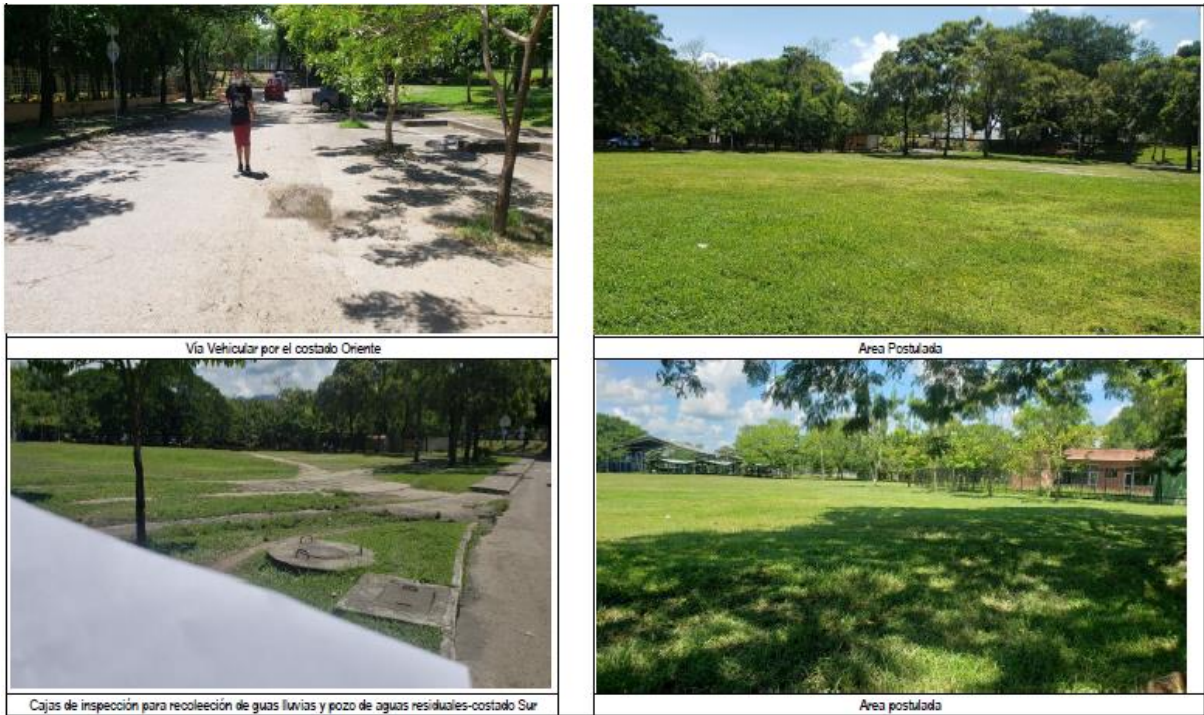 Vía Vehicular por el costado Oriente
Area Postulada
Cajas de inspección para recoleeción de guas lluvias y pozo de aguas residuales-costado Sur
Area postulada